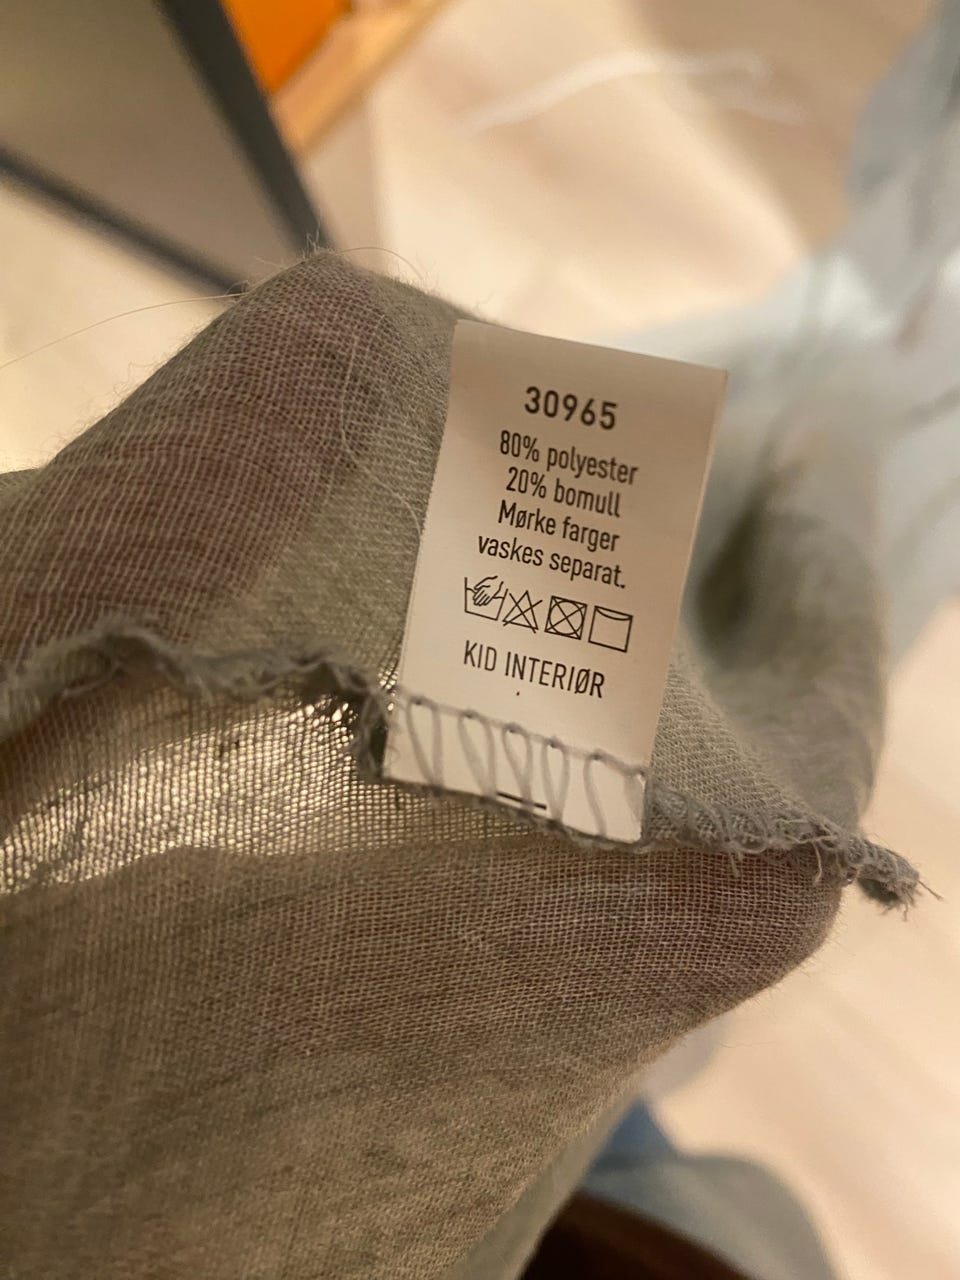 30965
80% polyester
20% bomull
Mørke farger
vaskes separat.
KID INTERIØR